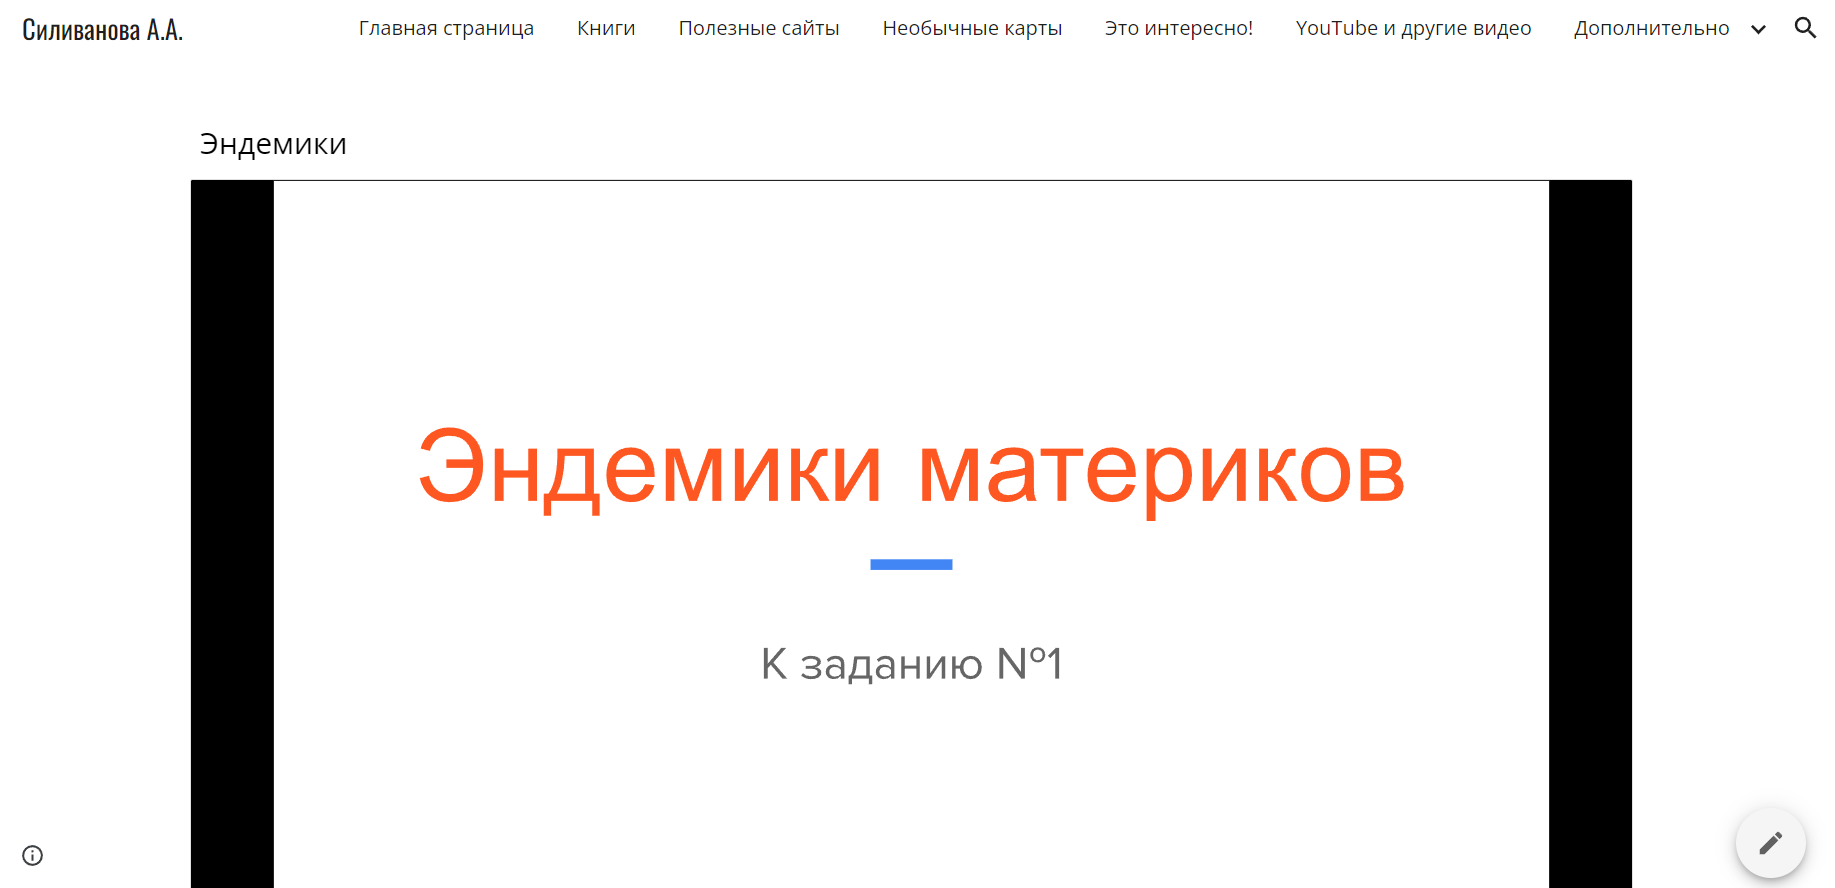 Силиванова А.А.
Главная страница Книги Полезные сайты Необычные карты Это интересно! YouTube и другие видео Дополнительно
Эндемики
Эндемики материков
К заданию №1